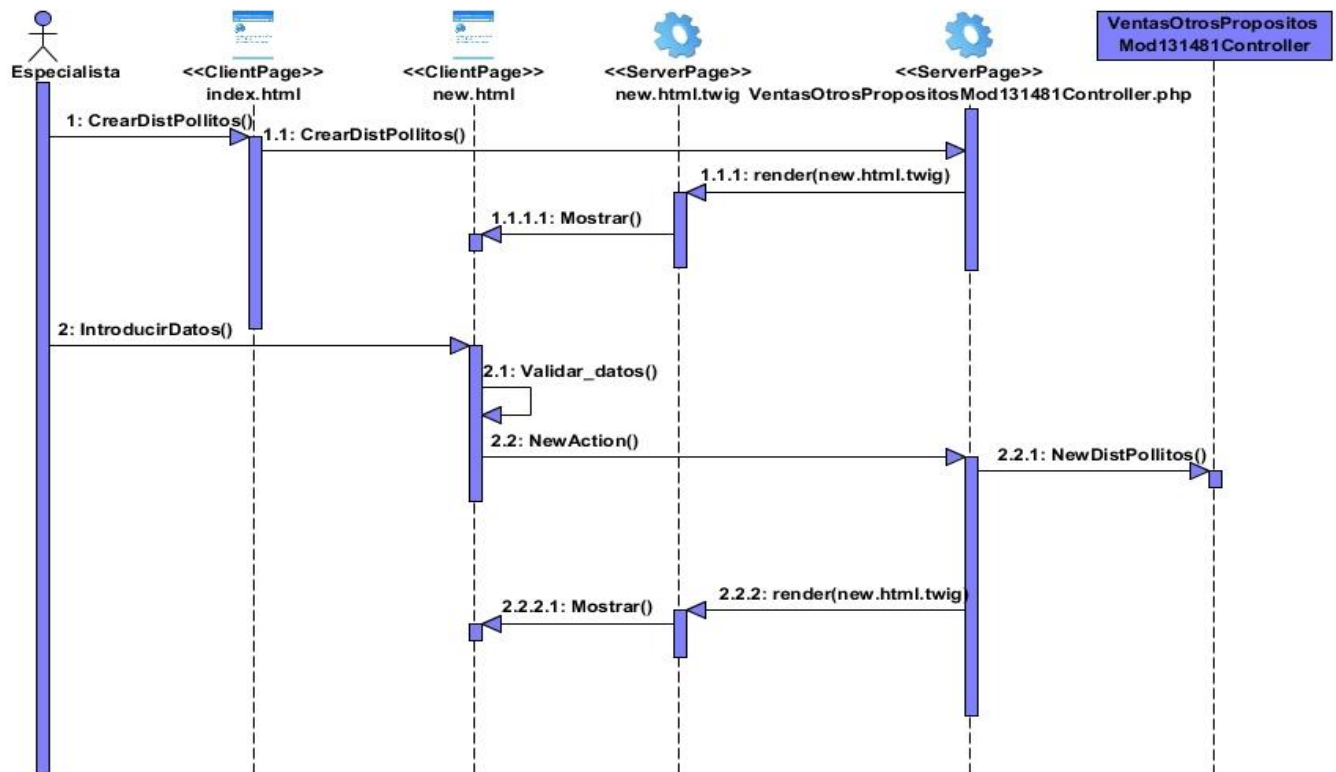 VentasOtrosPropositos
Mod131481Controller
Especialista
<<ClientPage>>
index.html
<<ClientPage>>
new.html
<<ServerPage>>
new.html.twig
<<ServerPage>>
VentasOtrosPropositosMod131481Controller.php
1: CrearDistPollitos()
1.1: CrearDistPollitos()
1.1.1: render(new.html.twig)
1.1.1.1: Mostrar()
2: IntroducirDatos()
2.1: Validar_datos()
2.2: NewAction()
2.2.1: NewDistPollitos()
2.2.2: render(new.html.twig)
2.2.2.1: Mostrar()